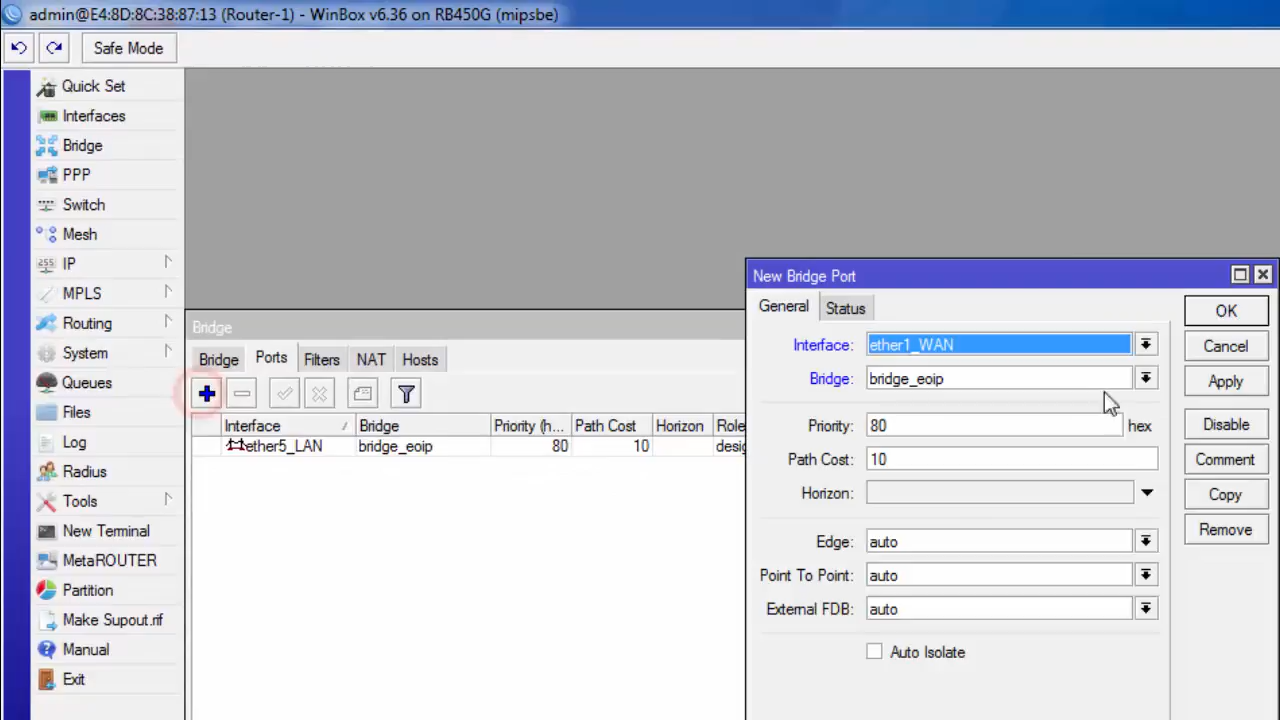 admin@E4:8D:8C:38:87:13 (Router-1) - WinBox v6.36 on RB450G (mipsbe)
Safe Mode
Quick Set
Interfaces
Bridge
PPP
Switch
Mesh
255
IP
MPLS
Routing
System
Queues
Files
Log
Radius
Tools
New Terminal
MetaROUTER
Partition
Make Supout.rif
Manual
Exit
Bridge
Bridge Ports Filters NAT Hosts
Interface Bridge Priority (h... Path Cost Horizon Role
ether5_LAN bridge_eoip 80 10 desig
New Bridge Port
General Status
Interface: ether1_WAN
Bridge: bridge_eoip
Priority: 80 hex
Path Cost: 10
Horizon:
Edge: auto
Point To Point: auto
External FDB: auto
Auto Isolate
OK
Cancel
Apply
Disable
Comment
Copy
Remove